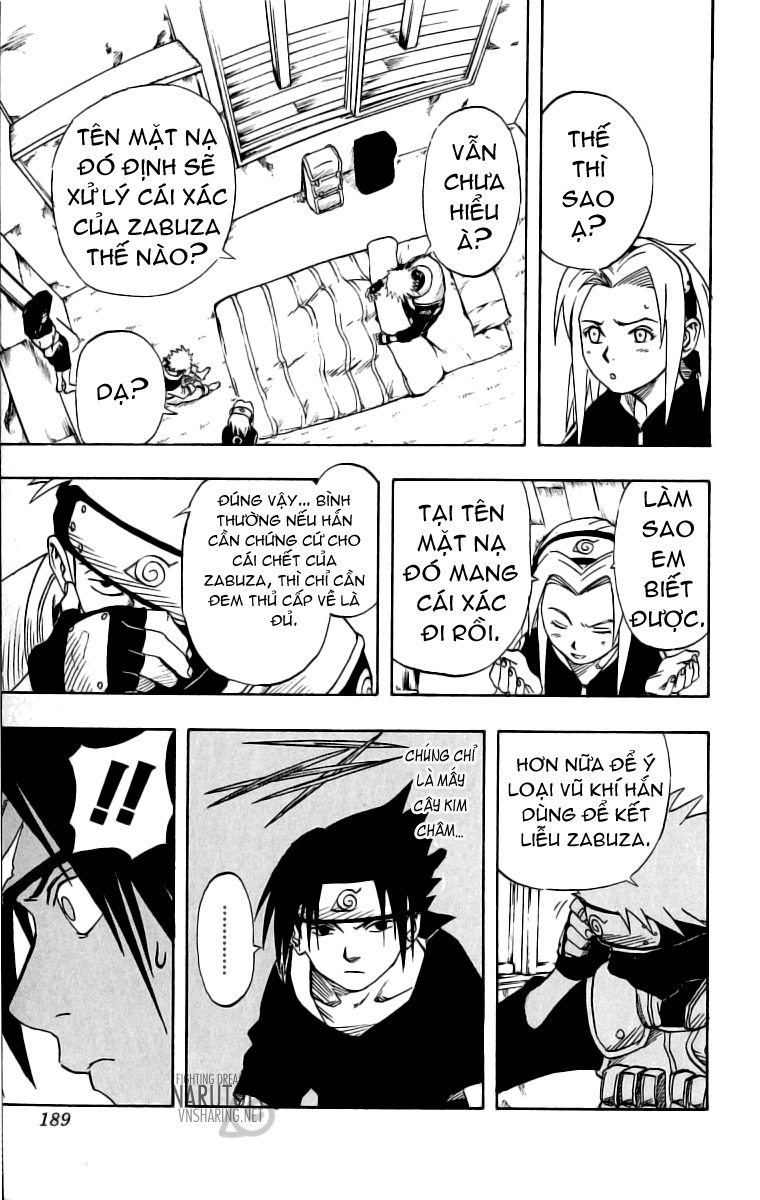 THẾ
THÌ
SAO
Ạ?
VẪN
CHƯA
HIỂU
À?
TÊN MẶT NẠ
ĐÓ ĐỊNH SẼ
XỬ LÝ CÁI XÁC
CỦA ZABUZA
THẾ NÀO?
DẠ?
LÀM
SAO
EM
BIẾT
ĐƯỢC.
TẠI TÊN
MẶT NẠ
ĐÓ MANG
CÁI XÁC
ĐI RỒI.
ĐÚNG VẬY... BÌNH
THƯỜNG NẾU HẮN
CẦN CHỨNG CỨ CHO
CÁI CHẾT CỦA
ZABUZA, THÌ CHỈ CẦN
ĐEM THỦ CẤP VỀ LÀ
ĐỦ.
HƠN NỮA ĐỂ Ý
LOẠI VŨ KHÍ HẮN
DÙNG ĐỂ KẾT
LIỄU ZABUZA.
CHÚNG CHỈ
LÀ MẤY
CÂY KIM
CHÂM...
.........
!!
FIGHTING DREA
NARUTO
VNSHARING.NET
189